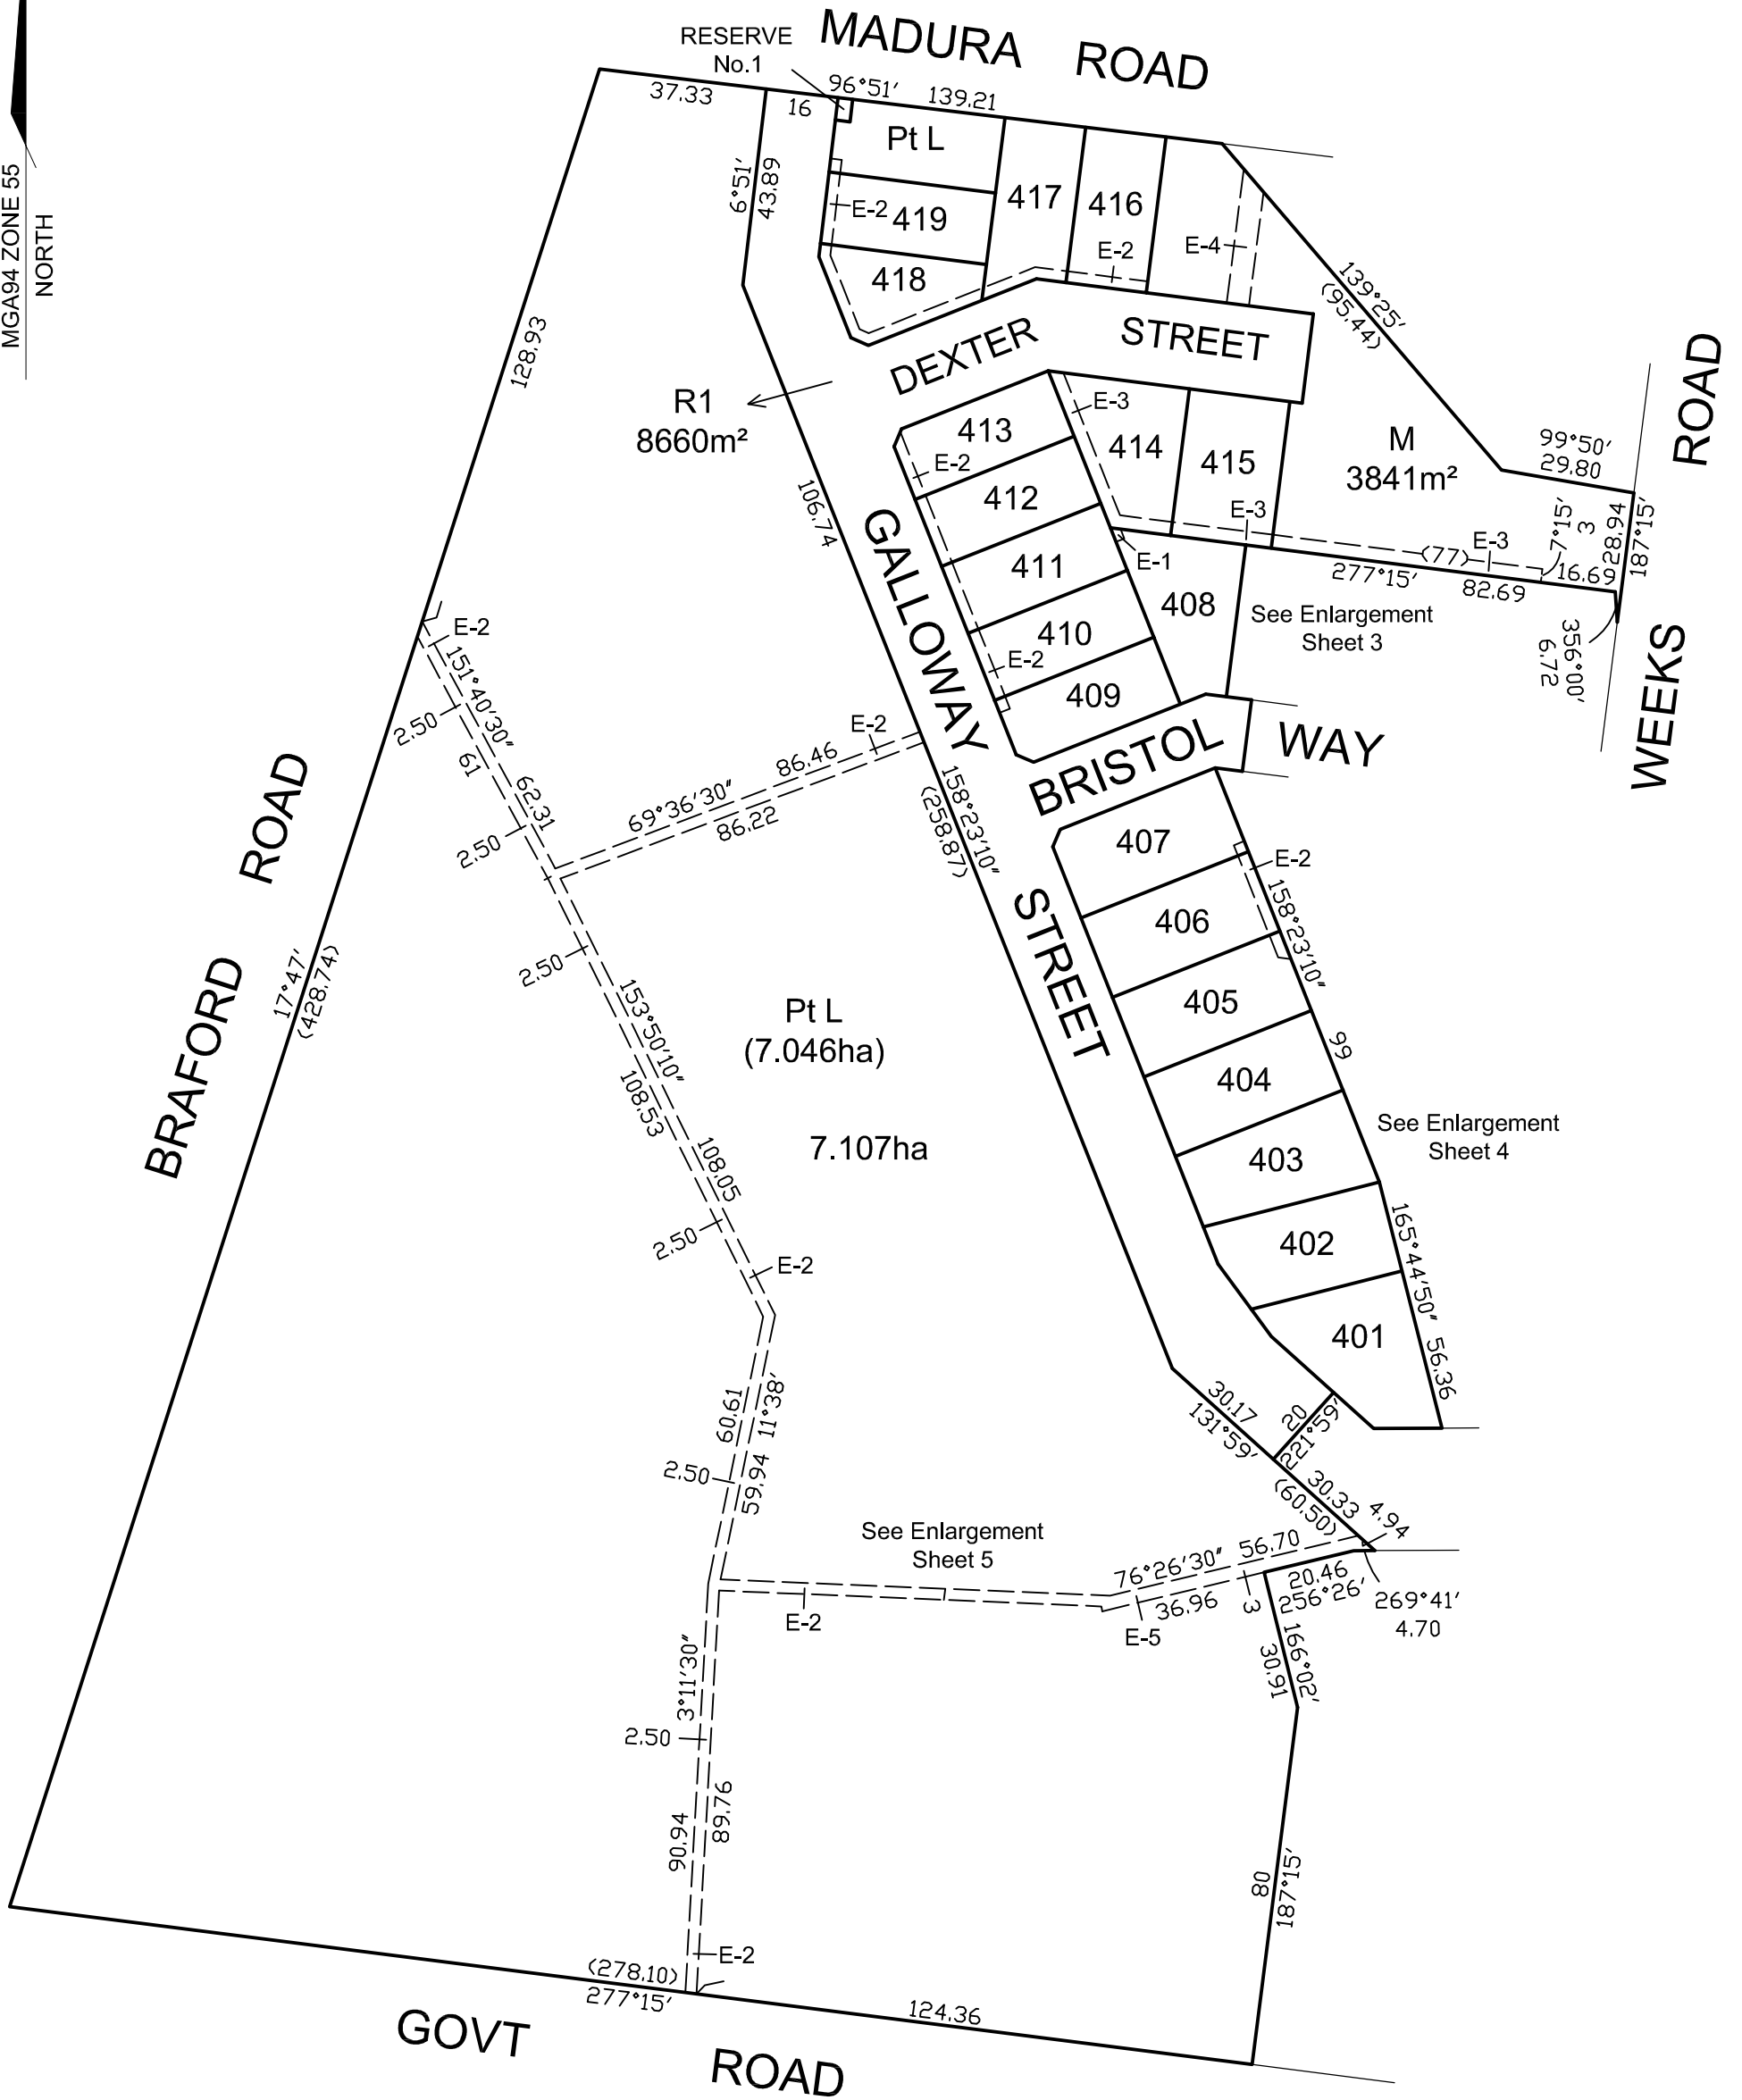 MADURA ROAD
RESERVE
No.1
96°51'
139.21
37.33
16
MGA94 ZONE 55
NORTH
Pt L
6°51'
43.89
417
416
E-2
419
E-2
E-4
418
139°25'
(95.44)
DEXTER STREET
ROAD
128.93
R1
8660m²
E-3
413
414
415
M
3841m²
99°50'
29.80
E-2
412
106.74
E-3
7°15'
3
28.94
187°15'
(77)
E-3
E-1
411
277°15'
82.69
16.69
408
See Enlargement
Sheet 3
410
356°00'
6.72
E-2
409
E-2
151°40'30"
2.50
61
62.31
2.50
WEEKS
GALLOWAY
E-2
86.46
69°36'30"
86.22
BRISTOL WAY
158°23'10"
(258.87)
ROAD
407
E-2
158°23'10"
406
STREET
2.50
17°47'
(428.74)
BRAFORD
153°50'10"
108.53
108.05
Pt L
(7.046ha)
405
99
404
7.107ha
See Enlargement
Sheet 4
403
2.50
E-2
402
165°44'50"
56.36
401
60.61
11°38'
59.94
2.50
30.17
131°59'
20
221°59'
30.33
(60.50)
4.94
See Enlargement
Sheet 5
76°26'30"
56.70
20.46
256°26'
269°41'
4.70
E-2
36.96
3
E-5
166°02'
30.91
3°11'30"
2.50
90.94
89.76
80
187°15'
E-2
(278.10)
277°15'
124.36
GOVT
ROAD